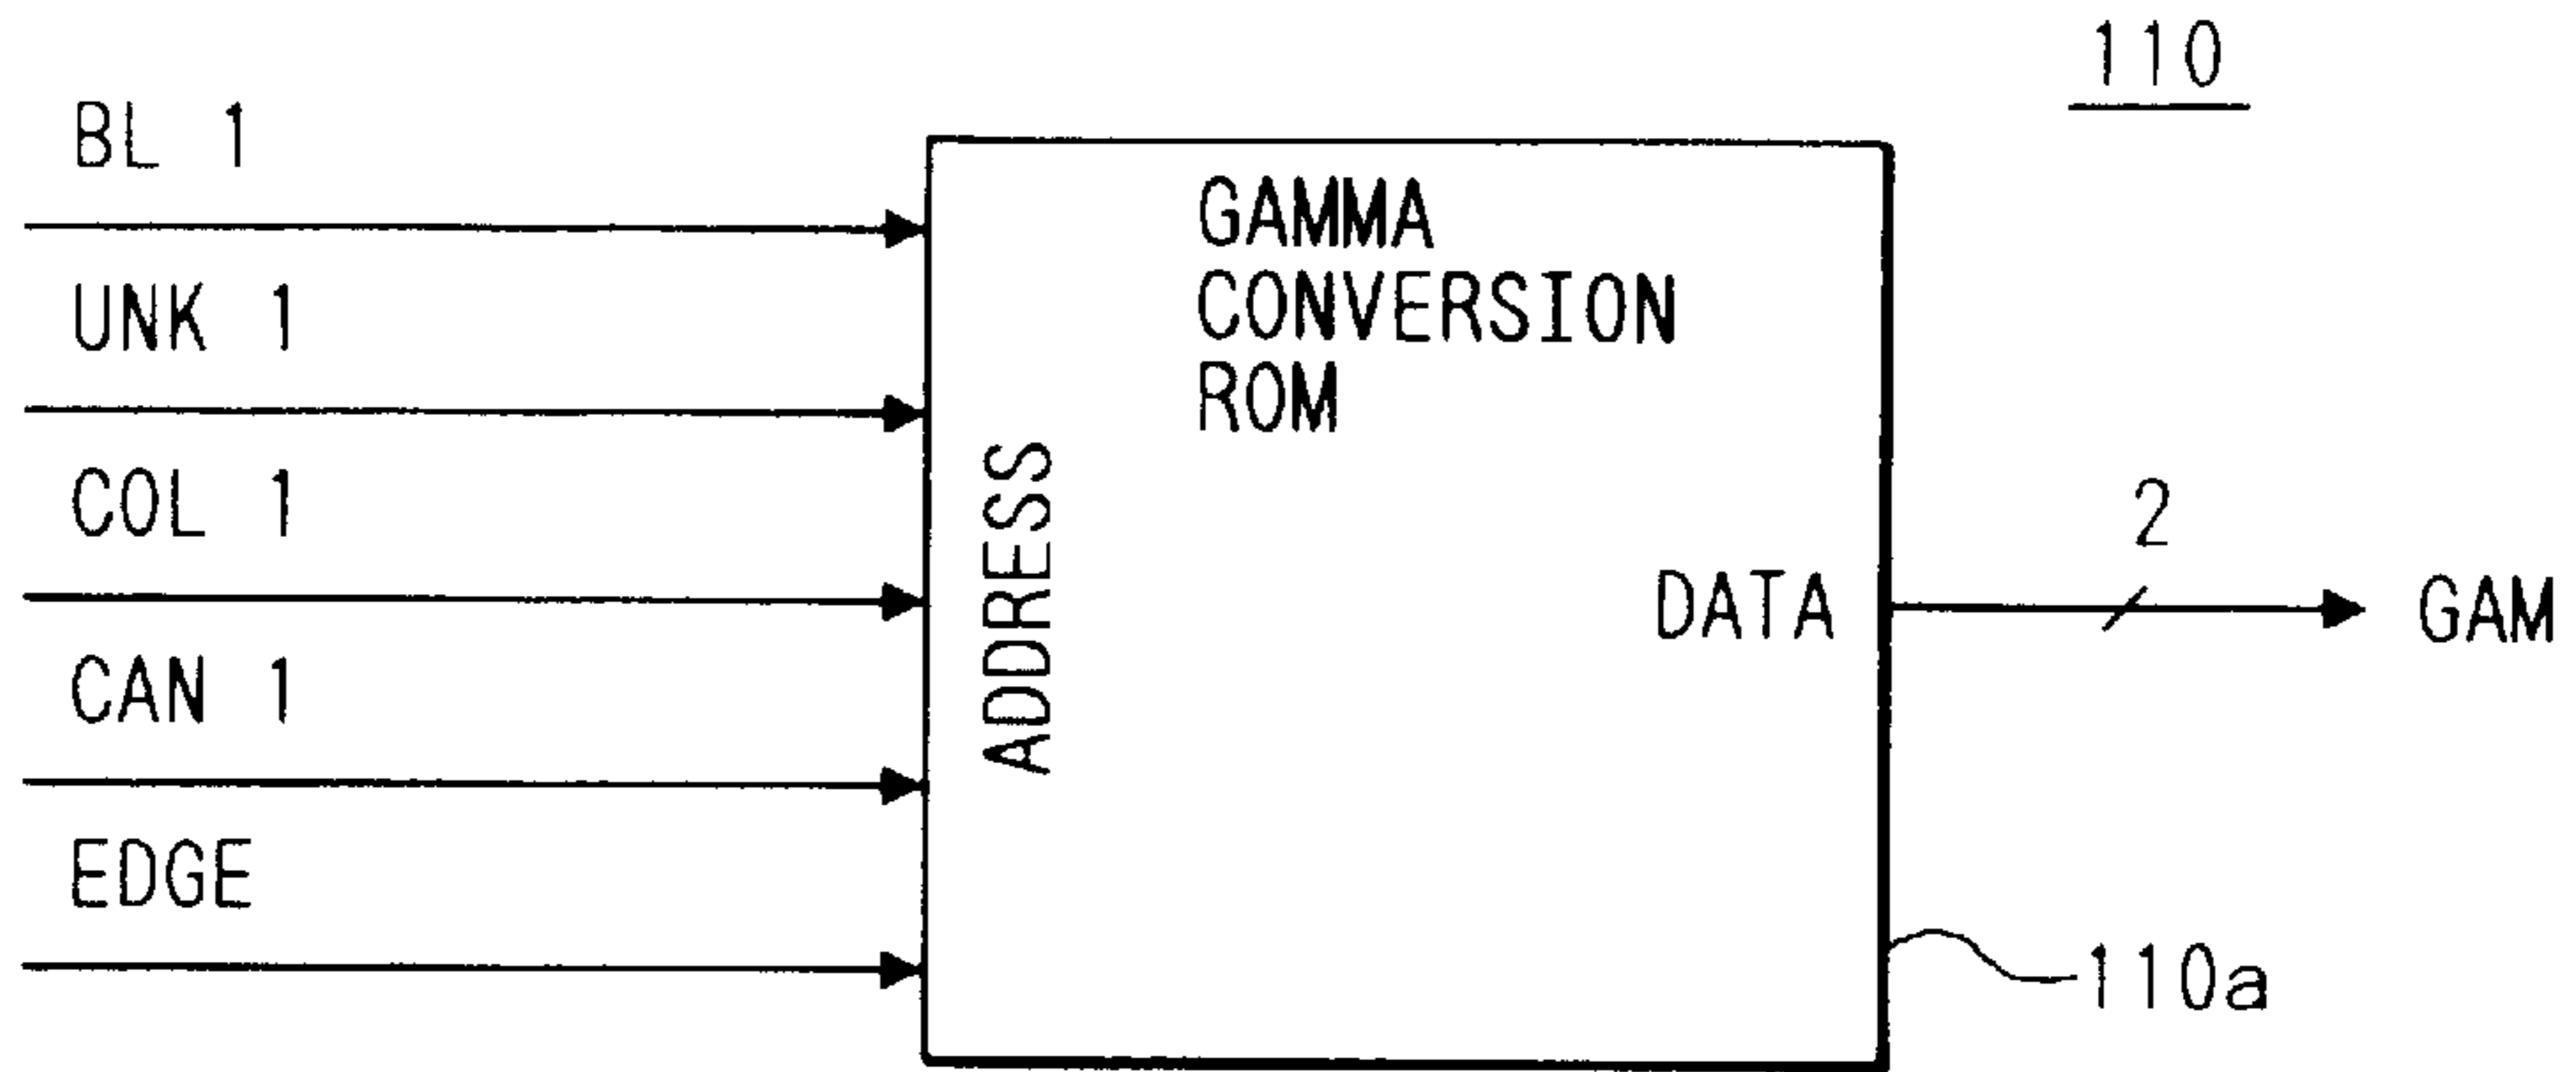 110
BL 1
UNK 1
COL 1
CAN 1
EDGE
ADDRESS
GAMMA
CONVERSION
ROM
DATA
2
GAM
110a